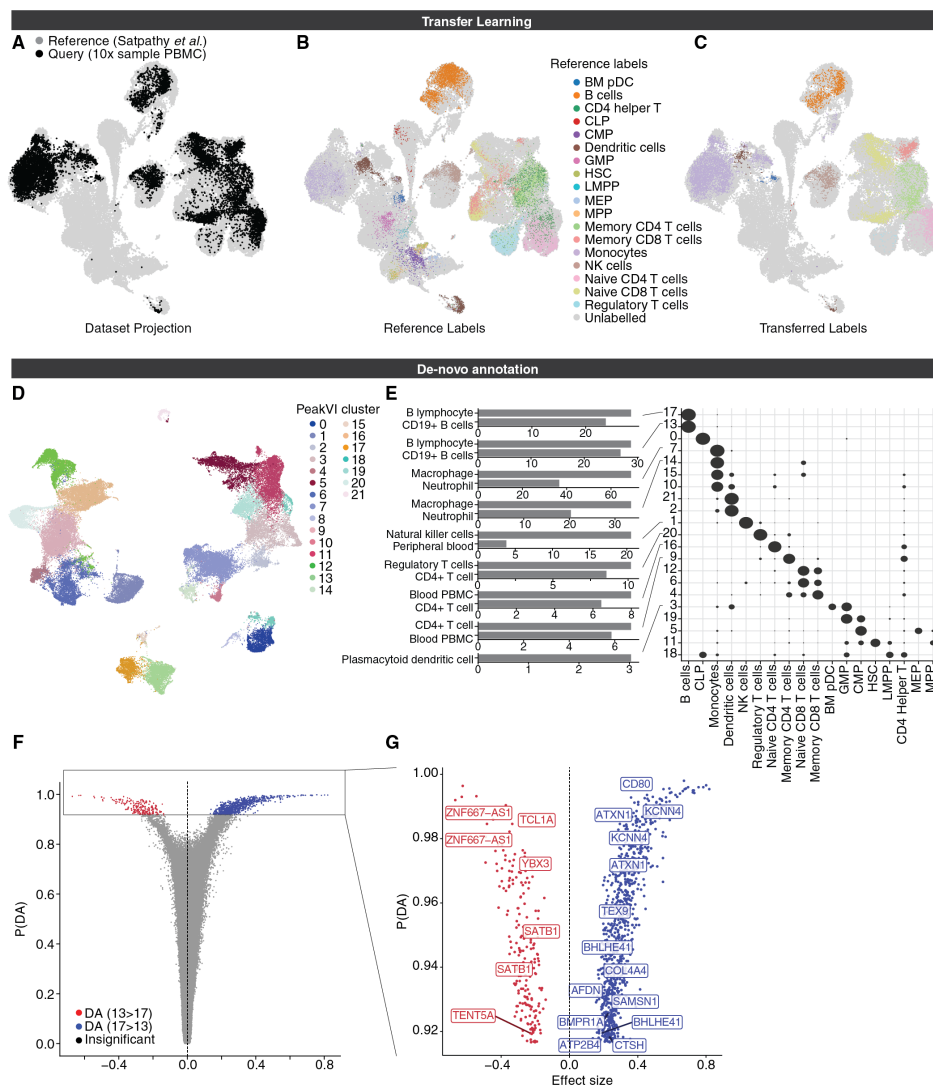 Transfer Learning
A
Reference (Satpathy et al.)
Query (10x sample PBMC)
Dataset Projection
B
Reference Labels
Reference labels
BM pDC
B cells
CD4 helper T
CLP
CMP
Dendritic cells
GMP
HSC
LMPP
MEP
MPP
Memory CD4 T cells
Memory CD8 T cells
Monocytes
NK cells
Naive CD4 T cells
Naive CD8 T cells
Regulatory T cells
Unlabelled
C
Transferred Labels
De-novo annotation
D
PeakVI cluster
0 15
1 16
2 17
3 18
4 19
5 20
6 21
7
8
9
10
11
12
13
14
E
B lymphocyte
CD19+ B cells
0 10 20
B lymphocyte
CD19+ B cells
0 10 20 30
Macrophage
Neutrophil
0 20 40 60
Macrophage
Neutrophil
0 10 20 30
Natural killer cells
Peripheral blood
0 5 10 15 20
Regulatory T cells
CD4+ T cell
0 5 10
Blood PBMC
CD4+ T cell
0 2 4 6 8
CD4+ T cell
Blood PBMC
0 2 4 6
Plasmacytoid dendritic cell
0 1 2 3
17
13
0
7
14
15
10
21
2
1
20
16
9
12
6
4
3
19
5
11
18
B cells
CLP
Monocytes
Dendritic cells
NK cells
Regulatory T cells
Naive CD4 T cells
Memory CD4 T cells
Naive CD8 T cells
Memory CD8 T cells
BM pDC
GMP
CMP
HSC
LMPP
CD4 Helper T
MEP
MPP
F
P(DA)
1.0
0.8
0.6
0.4
0.2
0.0
DA (13>17)
DA (17>13)
Insignificant
−0.4 0.0 0.4 0.8
G
P(DA)
1.00
0.98
0.96
0.94
0.92
CD80
ZNF667−AS1
TCL1A
ATXN1
KCNN4
ZNF667−AS1
KCNN4
YBX3
ATXN1
TEX9
SATB1
BHLHE41
SATB1
COL4A4
AFDN
SAMSN1
TENT5A
BMPR1A
BHLHE41
ATP2B4
CTSH
−0.4 0.0 0.4 0.8
Effect size